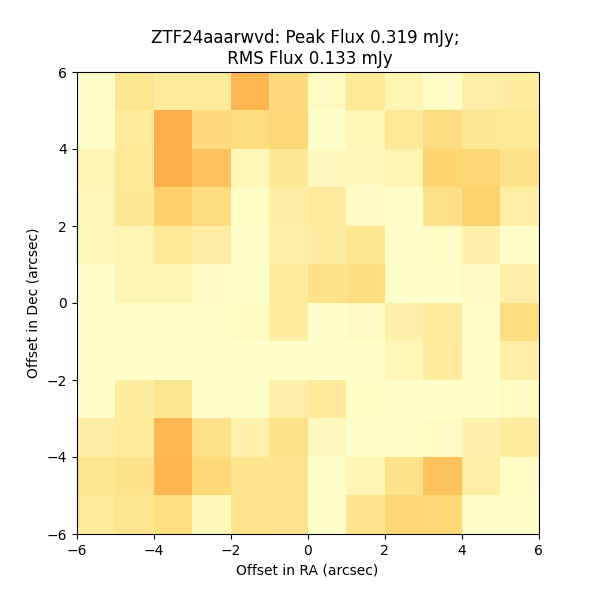 ZTF24aaarwvd: Peak Flux 0.319 mJy;
RMS Flux 0.133 mJy
6
4
2
0
−2
−4
−6
Offset in Dec (arcsec)
−6 −4 −2 0 2 4 6
Offset in RA (arcsec)